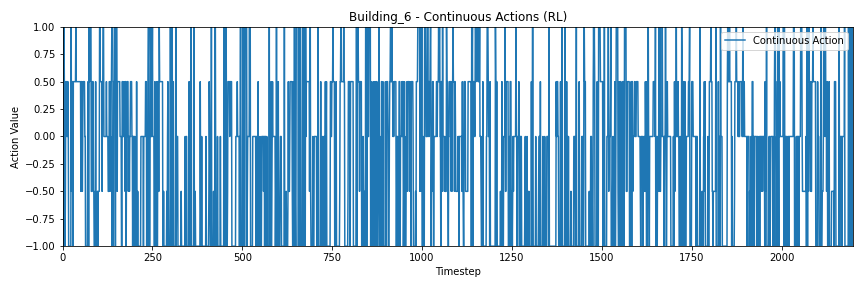 Building_6 - Continuous Actions (RL)
Continuous Action
Action Value
1.00
0.75
0.50
0.25
0.00
−0.25
−0.50
−0.75
−1.00
0 250 500 750 1000 1250 1500 1750 2000
Timestep